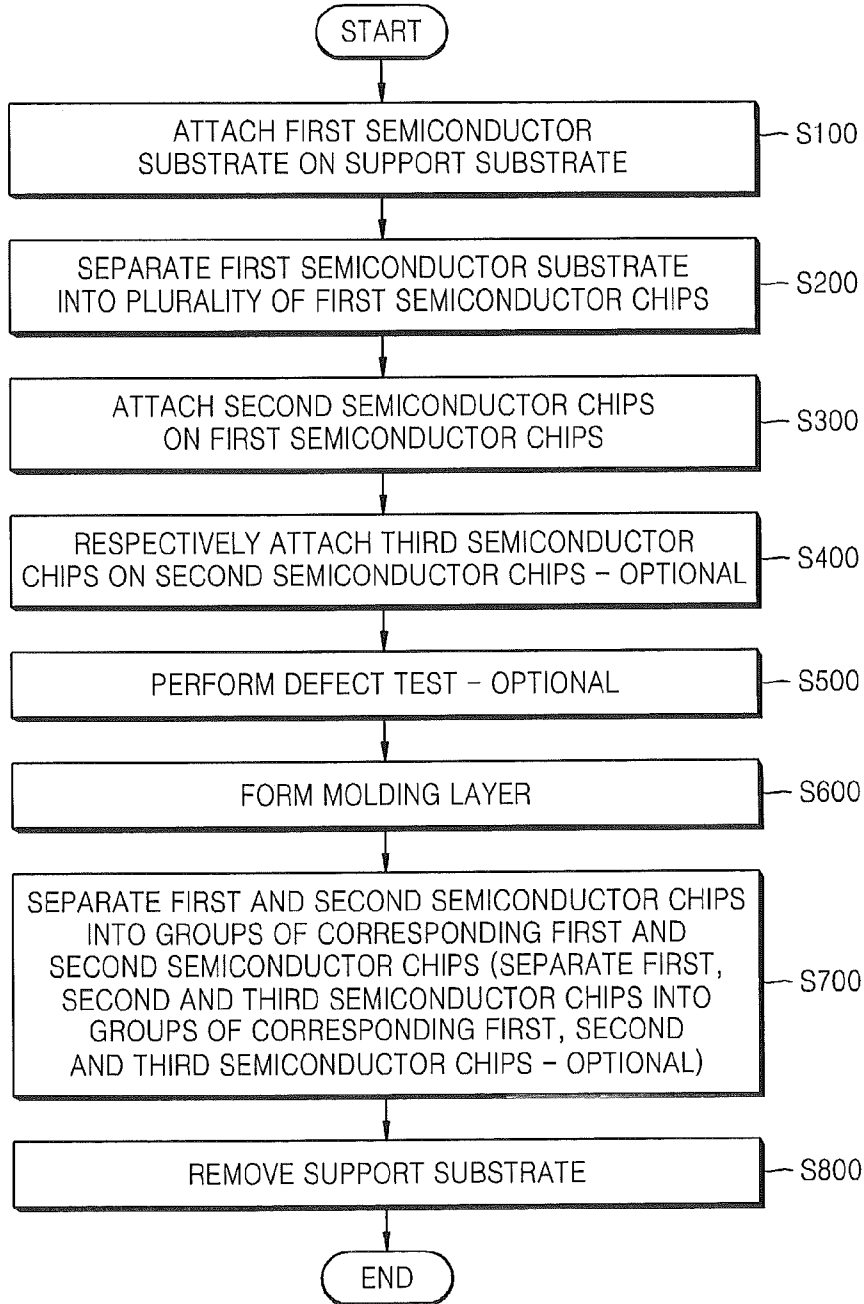 START
ATTACH FIRST SEMICONDUCTOR
SUBSTRATE ON SUPPORT SUBSTRATE
S100
SEPARATE FIRST SEMICONDUCTOR SUBSTRATE
INTO PLURALITY OF FIRST SEMICONDUCTOR CHIPS
S200
ATTACH SECOND SEMICONDUCTOR CHIPS
ON FIRST SEMICONDUCTOR CHIPS
S300
RESPECTIVELY ATTACH THIRD SEMICONDUCTOR
CHIPS ON SECOND SEMICONDUCTOR CHIPS – OPTIONAL
S400
PERFORM DEFECT TEST – OPTIONAL
S500
FORM MOLDING LAYER
S600
SEPARATE FIRST AND SECOND SEMICONDUCTOR CHIPS
INTO GROUPS OF CORRESPONDING FIRST AND
SECOND SEMICONDUCTOR CHIPS (SEPARATE FIRST,
SECOND AND THIRD SEMICONDUCTOR CHIPS INTO
GROUPS OF CORRESPONDING FIRST, SECOND
AND THIRD SEMICONDUCTOR CHIPS – OPTIONAL)
S700
REMOVE SUPPORT SUBSTRATE
S800
END